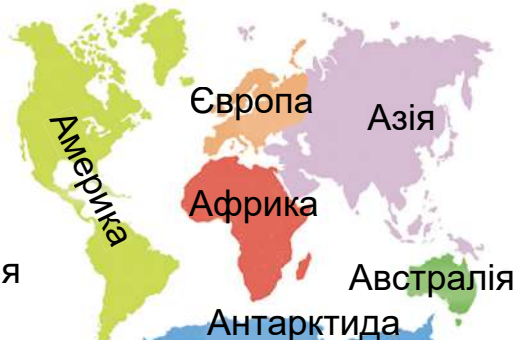 Європа
Азія
Америка
Африка
я
Австралія
Антарктида